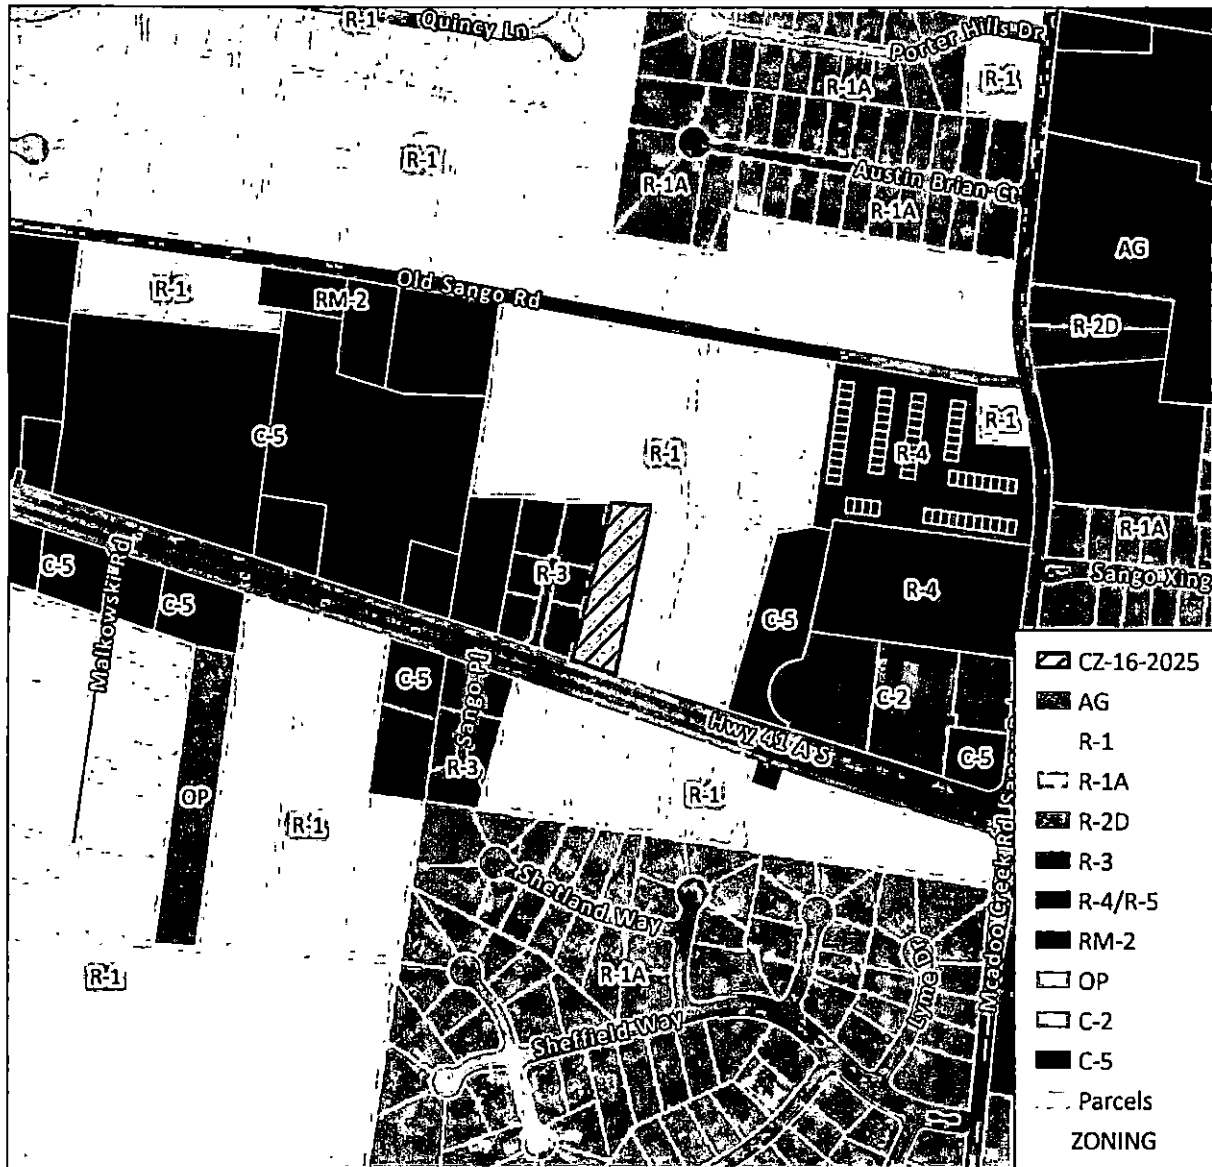 R-1
Quincy Ln
Porter Hills Dr
R-1A
R-1
R-1
Austin Brian Ct
R-1A
R-1A
AG
R-1
Old Sango Rd
RM-2
R-2D
R-1
C-5
R-1
R-4
R-1A
C-5
Malkowski Rd
C-5
R-3
C-5
R-4
Sango Xing
C-5
Sango Pl
C-2
Hwy 41 A S
C-5
R-3
OP
R-1
R-1
Mcadoo Creek Rd
Shetland Way
R-1
R-1A
Lyme Dr
Sheffield Way
CZ-16-2025
AG
R-1
R-1A
R-2D
R-3
R-4/R-5
RM-2
OP
C-2
C-5
Parcels
ZONING